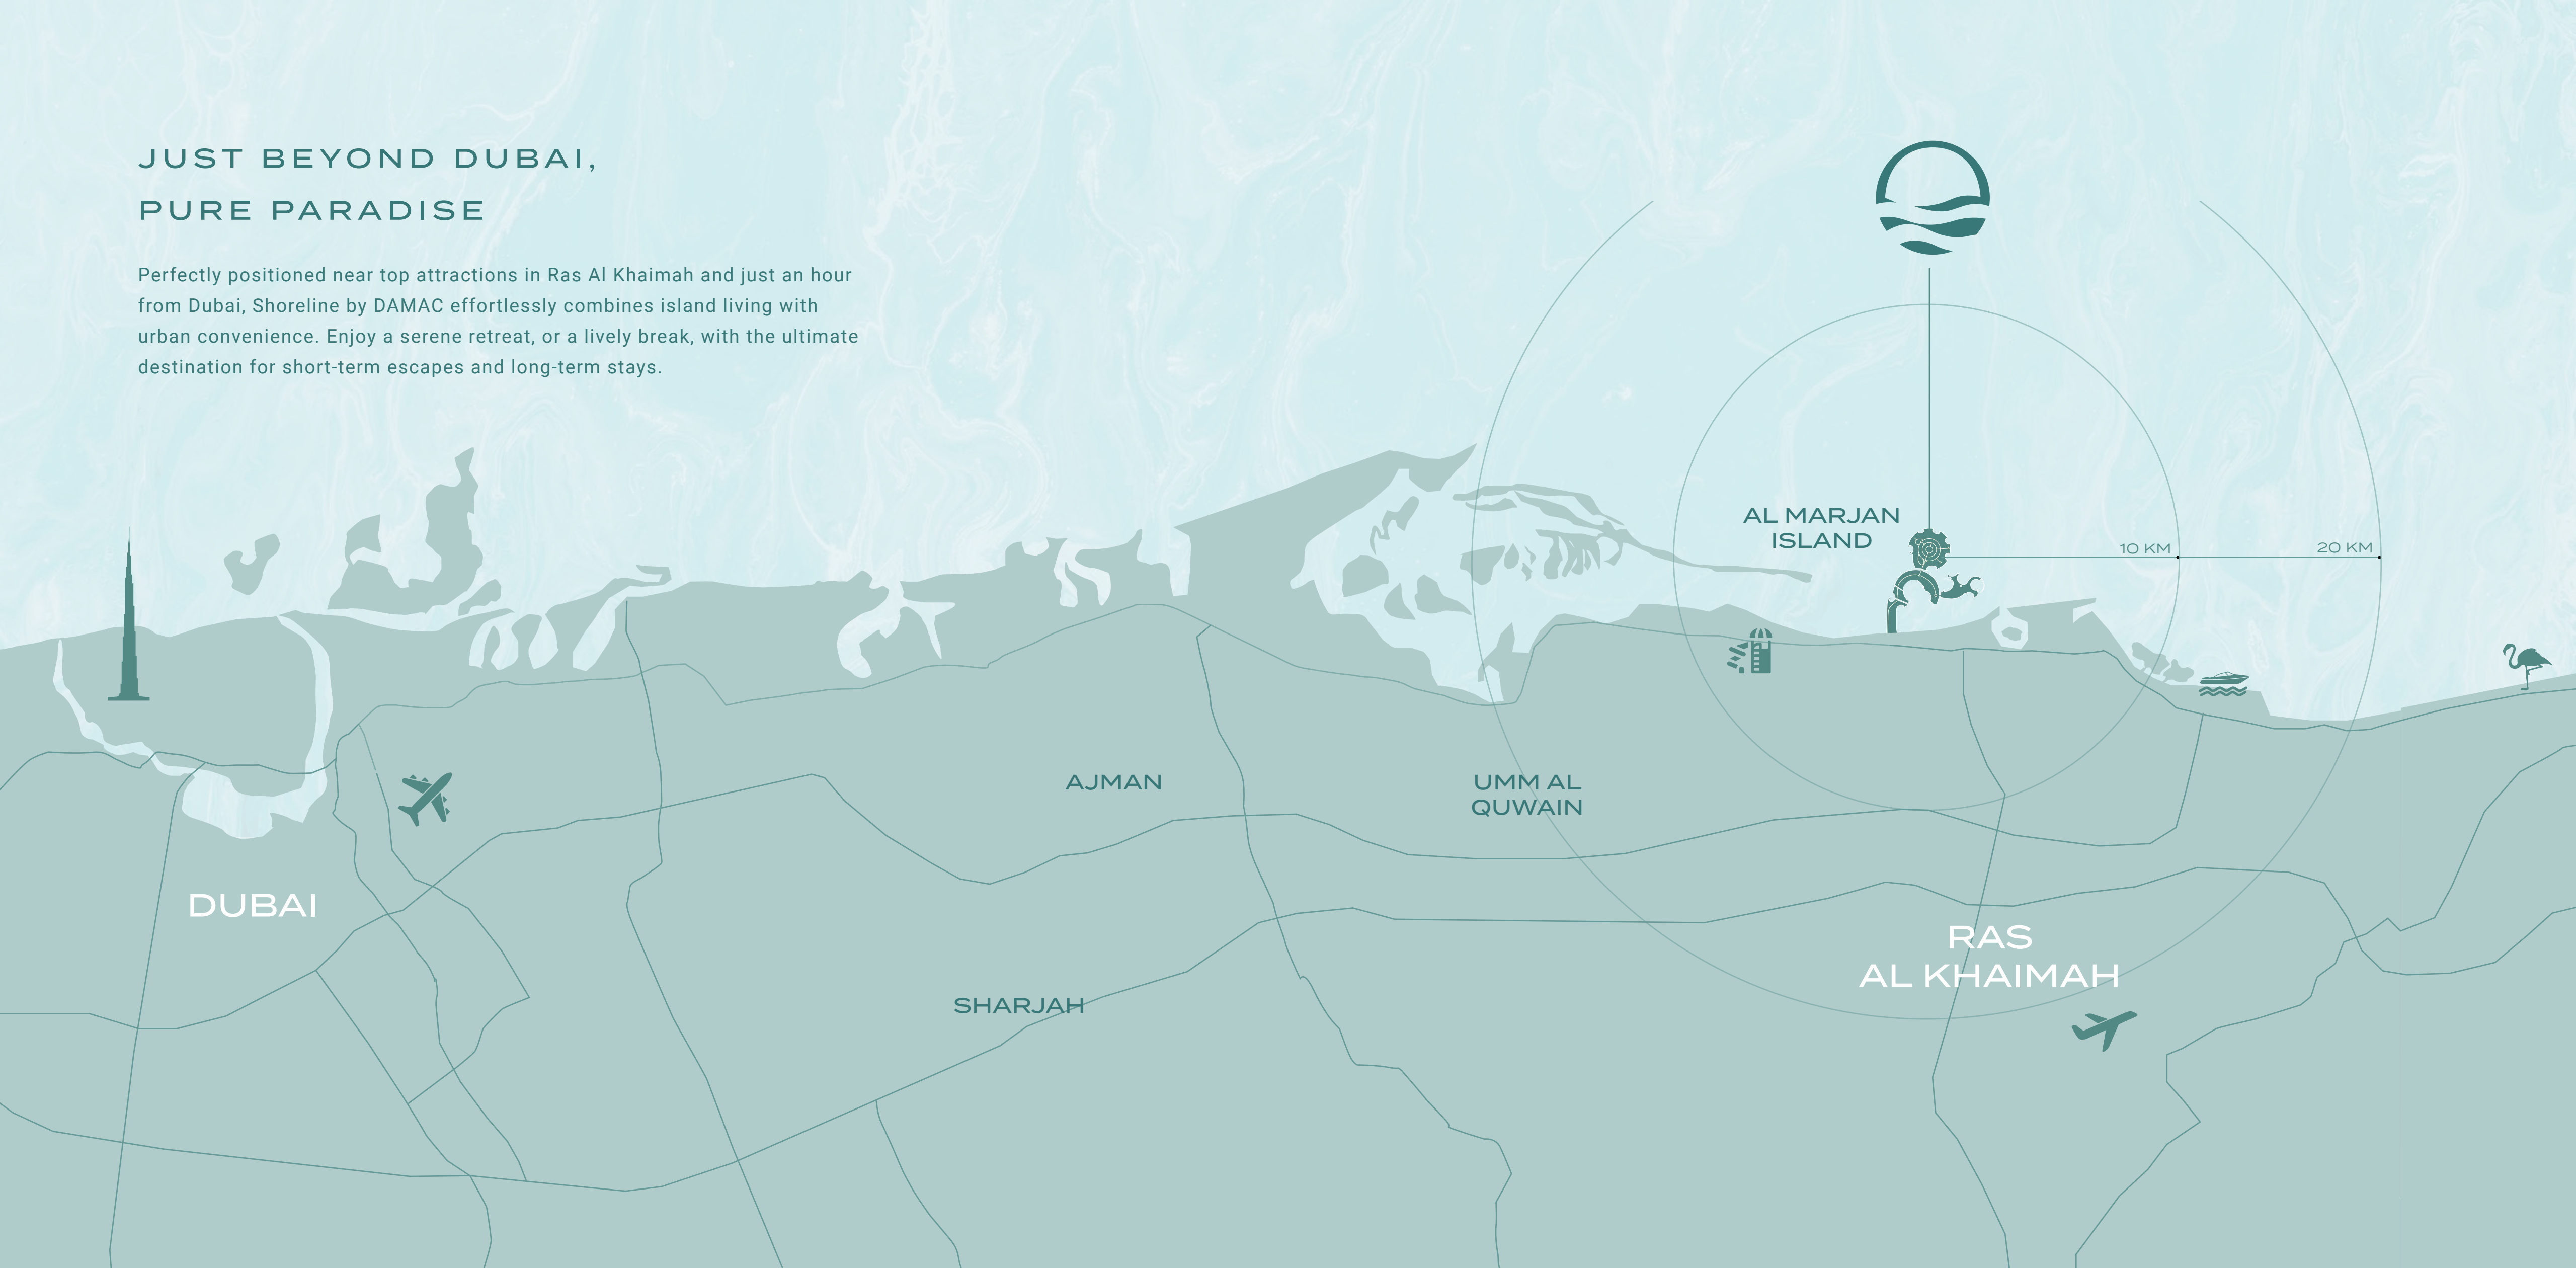 JUST BEYOND DUBAI,
PURE PARADISE
Perfectly positioned near top attractions in Ras Al Khaimah and just an hour
from Dubai, Shoreline by DAMAC effortlessly combines island living with
urban convenience. Enjoy a serene retreat, or a lively break, with the ultimate
destination for short-term escapes and long-term stays.
AL MARJAN
ISLAND
10 KM
20 KM
AJMAN
UMM AL
QUWAIN
DUBAI
RAS
AL KHAIMAH
SHARJAH